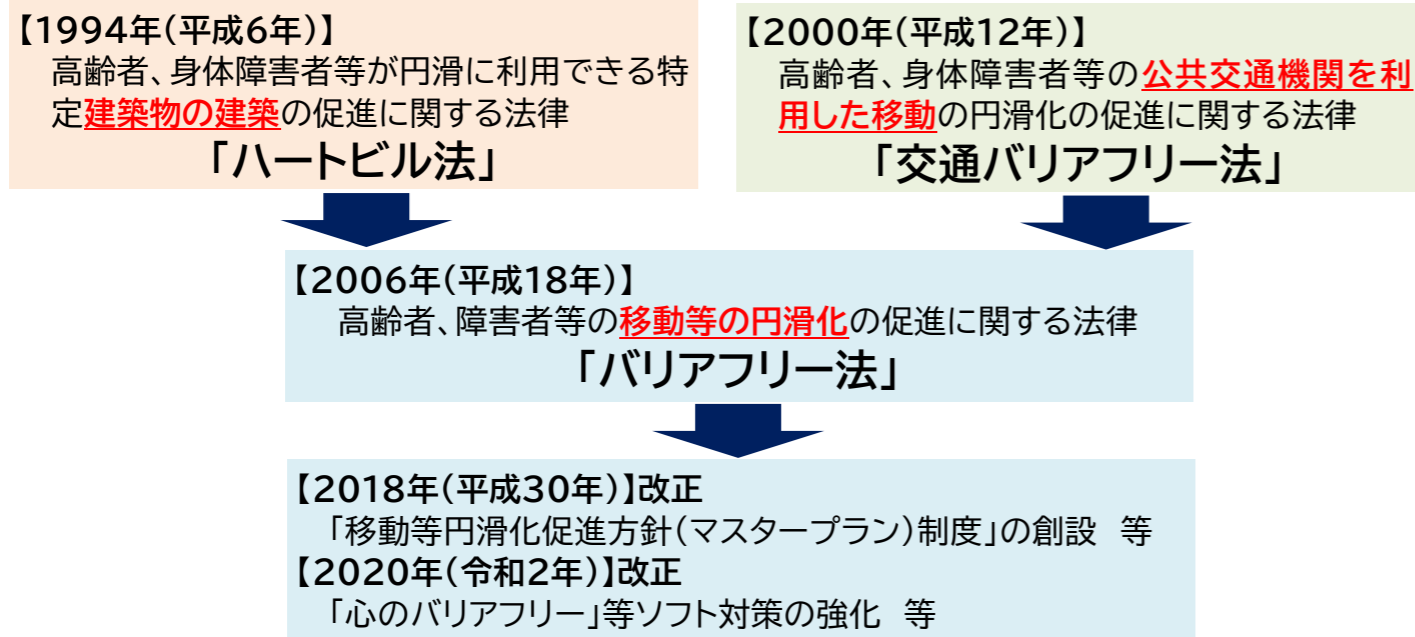 【1994年(平成6年)】
高齢者、身体障害者等が円滑に利用できる特
定建築物の建築の促進に関する法律
「ハートビル法」
【2000年(平成12年)】
高齢者、身体障害者等の公共交通機関を利
用した移動の円滑化の促進に関する法律
「交通バリアフリー法」
【2006年(平成18年)】
高齢者、障害者等の移動等の円滑化の促進に関する法律
「バリアフリー法」
【2018年(平成30年)】改正
「移動等円滑化促進方針(マスタープラン)制度」の創設 等
【2020年(令和2年)】改正
「心のバリアフリー」等ソフト対策の強化 等